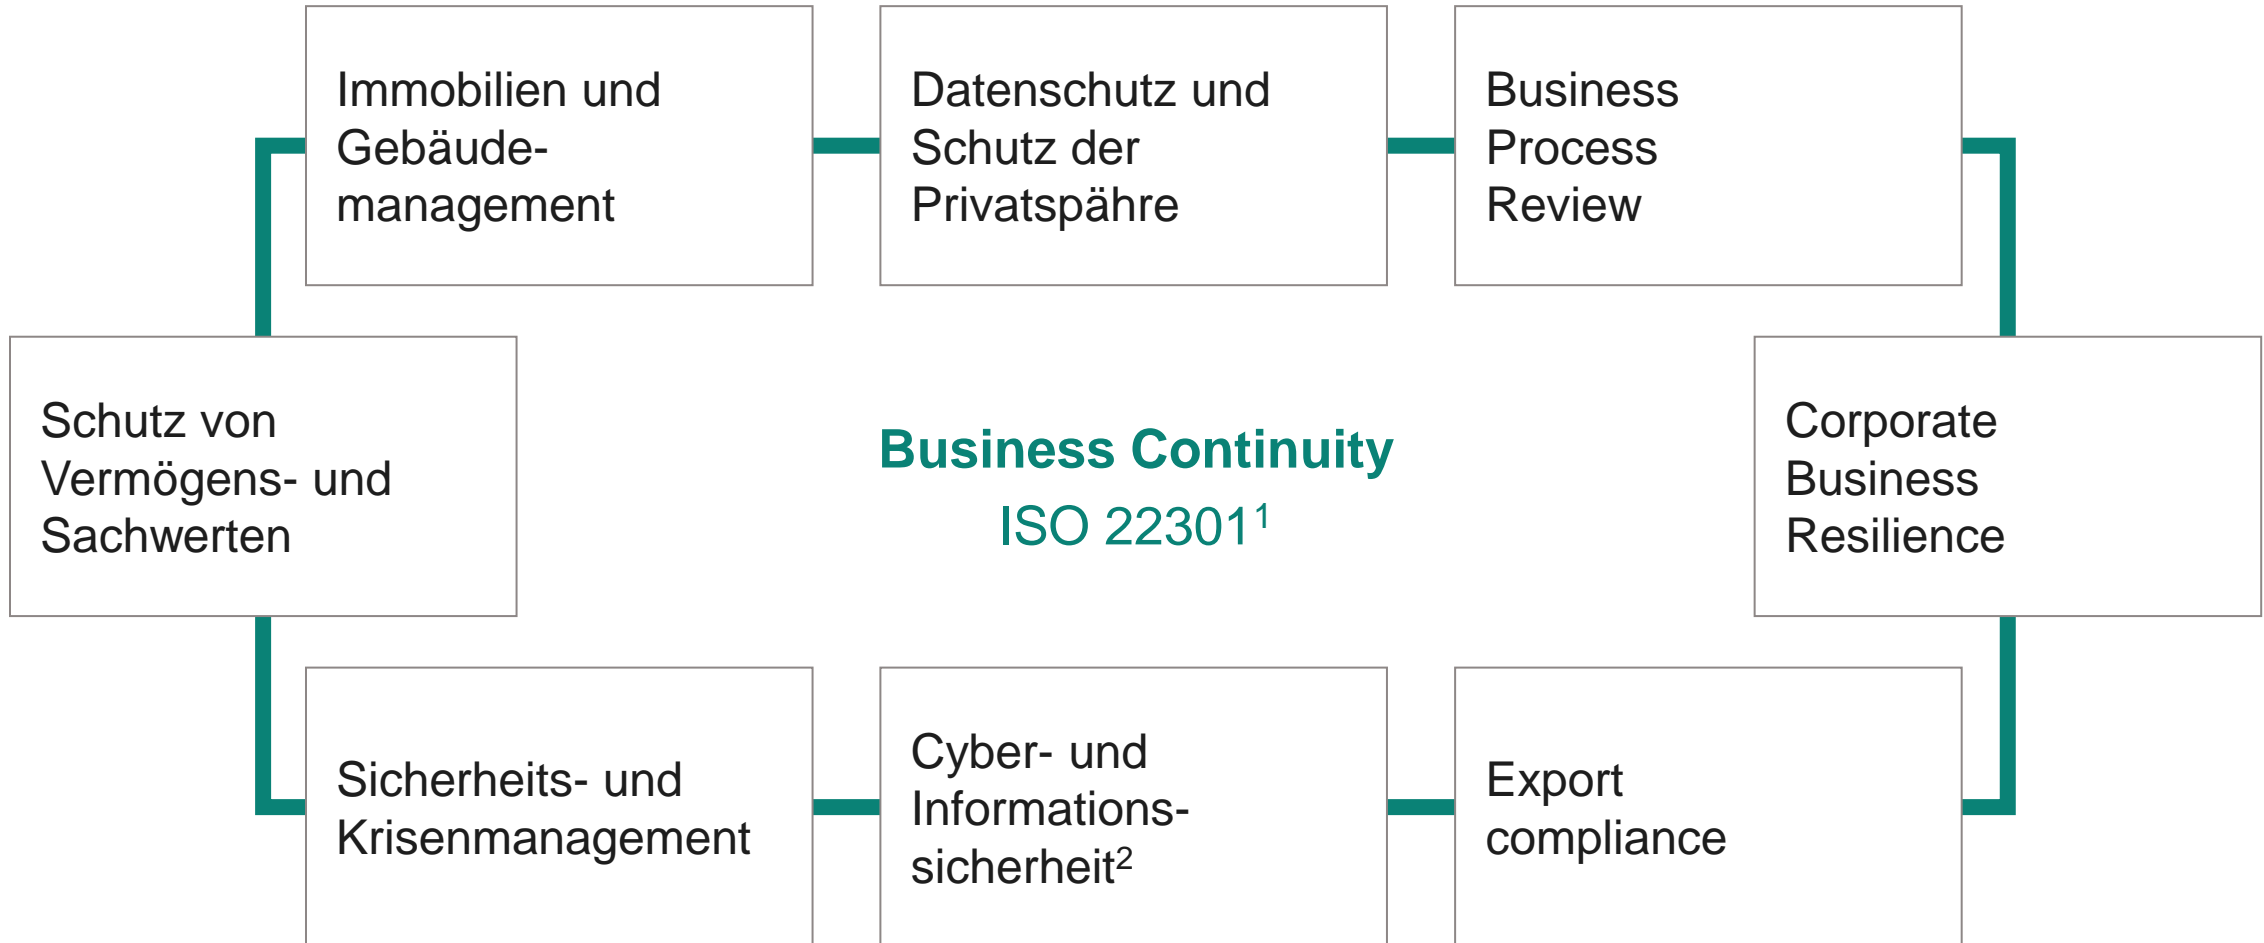 Immobilien und
Gebäude-
management
Datenschutz und
Schutz der
Privatspähre
Business
Process
Review
Schutz von
Vermögens- und
Sachwerten
Business Continuity
ISO 22301¹
Corporate
Business
Resilience
Sicherheits- und
Krisenmanagement
Cyber- und
Informations-
sicherheit²
Export
compliance